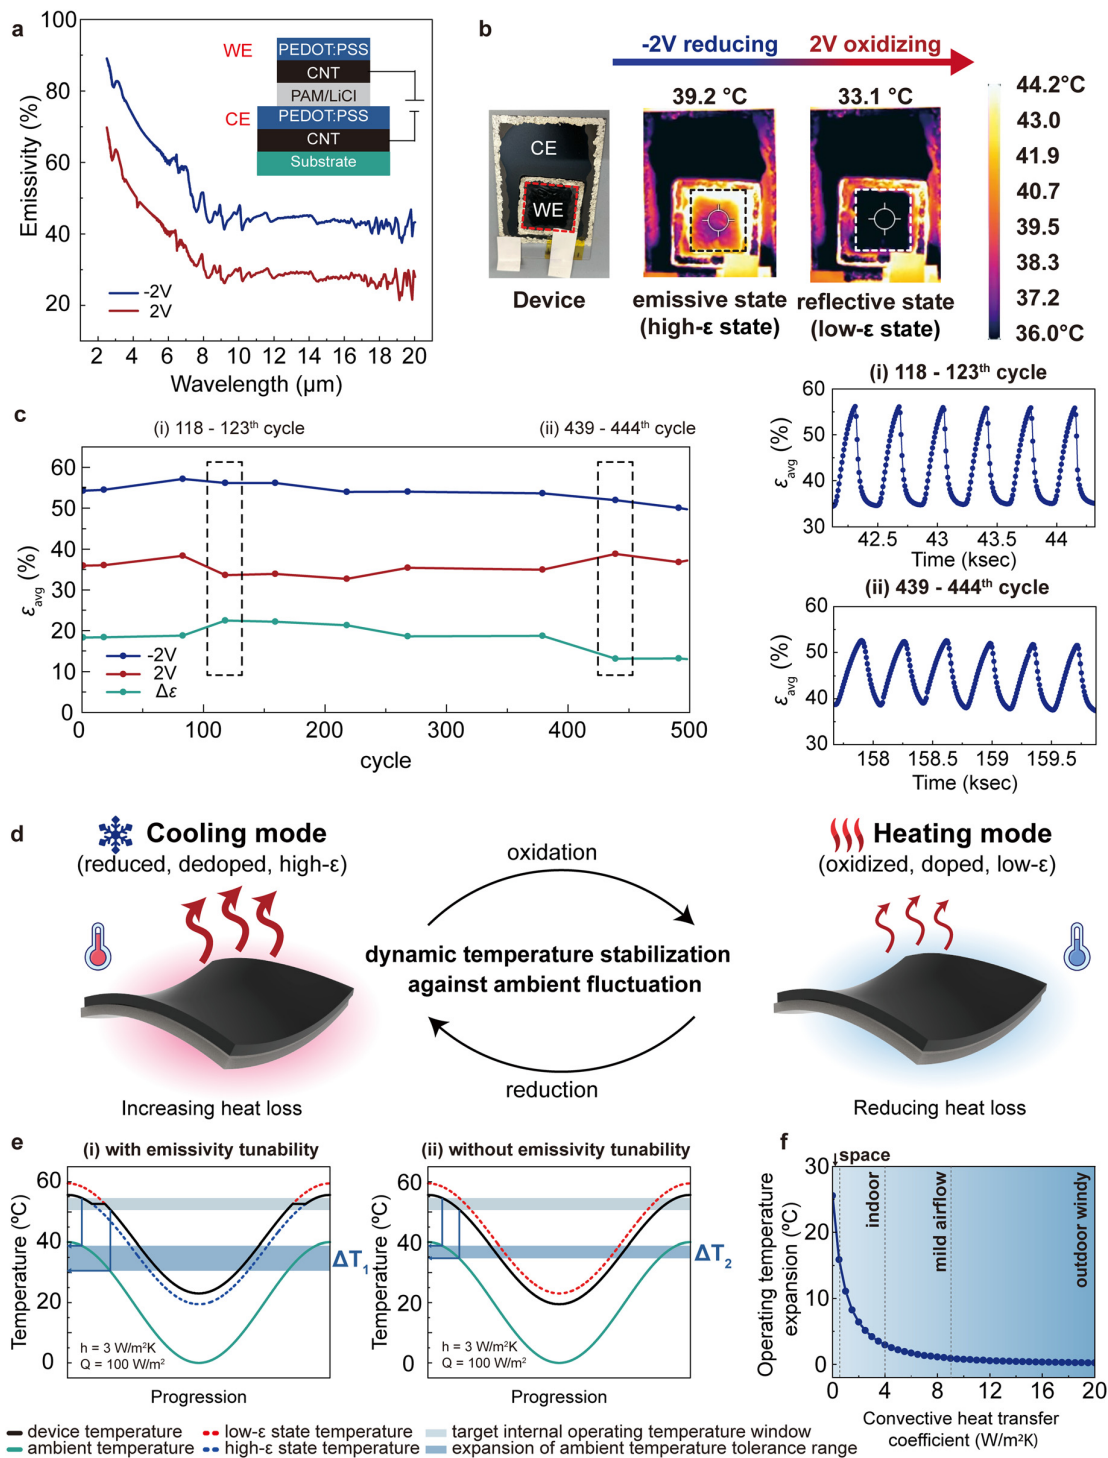 a
100
80
60
40
20
Emissivity (%)
WE
CE
PEDOT:PSS
CNT
PAM/LiCl
PEDOT:PSS
CNT
Substrate
-2V
2V
2 4 6 8 10 12 14 16 18 20
Wavelength (μm)
b
-2V reducing 2V oxidizing
39.2 °C 33.1 °C
CE
WE
Device
emissive state
(high-ε state)
reflective state
(low-ε state)
44.2°C
43.0
41.9
40.7
39.5
38.3
37.2
36.0°C
c
(i) 118 - 123th cycle
(ii) 439 - 444th cycle
60
50
40
30
20
10
0
εavg (%)
-2V
2V
Δε
0 100 200 300 400 500
cycle
(i) 118 - 123th cycle
60
50
40
30
εavg (%)
42.5 43 43.5 44
Time (ksec)
(ii) 439 - 444th cycle
60
50
40
30
εavg (%)
158 158.5 159 159.5
Time (ksec)
d
Cooling mode
(reduced, dedoped, high-ε)
Increasing heat loss
oxidation
dynamic temperature stabilization
against ambient fluctuation
reduction
Heating mode
(oxidized, doped, low-ε)
Reducing heat loss
e
(i) with emissivity tunability
60
40
20
0
Temperature (ºC)
ΔT1
h = 3 W/m²K
Q = 100 W/m²
Progression
(ii) without emissivity tunability
60
40
20
0
Temperature (ºC)
ΔT2
h = 3 W/m²K
Q = 100 W/m²
Progression
f
space
indoor
mild airflow
outdoor windy
30
20
10
0
Operating temperature
expansion (ºC)
0 4 8 12 16 20
Convective heat transfer
coefficient (W/m²K)
device temperature low-ε state temperature target internal operating temperature window
ambient temperature high-ε state temperature expansion of ambient temperature tolerance range